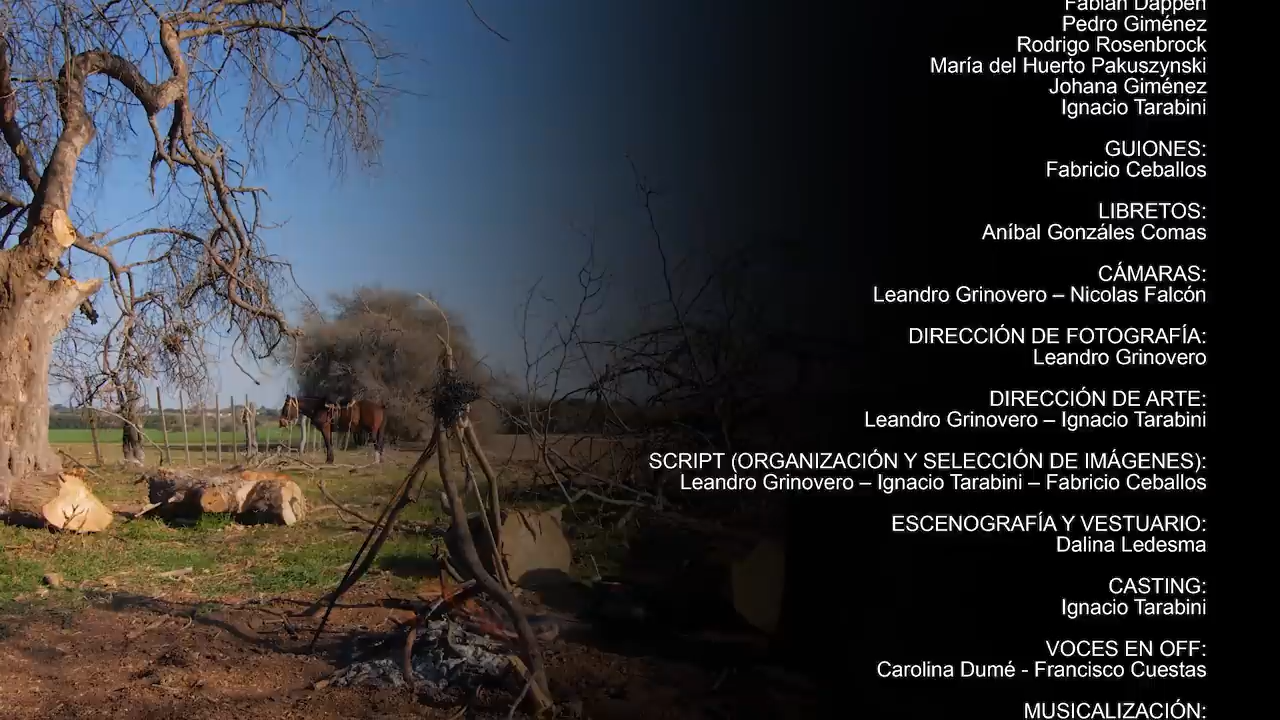 Fabián Dappen
Pedro Giménez
Rodrigo Rosenbrock
María del Huerto Pakuszynski
Johana Giménez
Ignacio Tarabini
GUIONES:
Fabricio Ceballos
LIBRETOS:
Aníbal Gonzáles Comas
CÁMARAS:
Leandro Grinovero – Nicolas Falcón
DIRECCIÓN DE FOTOGRAFÍA:
Leandro Grinovero
DIRECCIÓN DE ARTE:
Leandro Grinovero – Ignacio Tarabini
SCRIPT (ORGANIZACIÓN Y SELECCIÓN DE IMÁGENES):
Leandro Grinovero – Ignacio Tarabini – Fabricio Ceballos
ESCENOGRAFÍA Y VESTUARIO:
Dalina Ledesma
CASTING:
Ignacio Tarabini
VOCES EN OFF:
Carolina Dumé - Francisco Cuestas
MUSICALIZACIÓN: